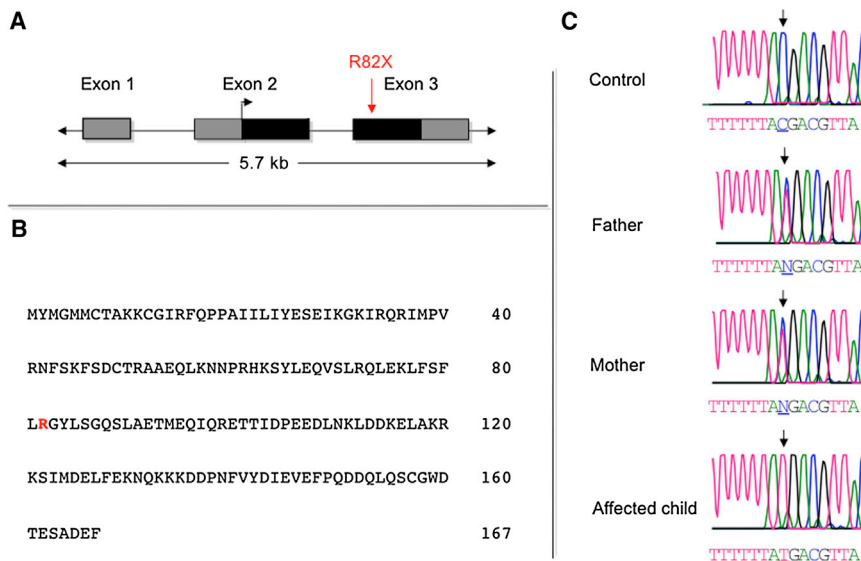 A
Exon 1
Exon 2
R82X
Exon 3
5.7 kb
B
MYMGMMCTAKKCGIRFQPPAIILIYESEIKGKIRQRIMPV 40
RNFSKFSDCTRAAEQLKNNPRHKSYLEQVSLRQLEKLFSF 80
LRGYLSGQSLAETMEQIQRETTIDPEEDLNKLDDKELAKR 120
KSIMDELFEKNQKKKDDPNFVYDIEVEFPQDDQLQSCGWD 160
TESADEF 167
C
Control
TTTTTTACGACGTTA
Father
TTTTTTANGACGTTA
Mother
TTTTTTANGACGTTA
Affected child
TTTTTTATGACGTTA